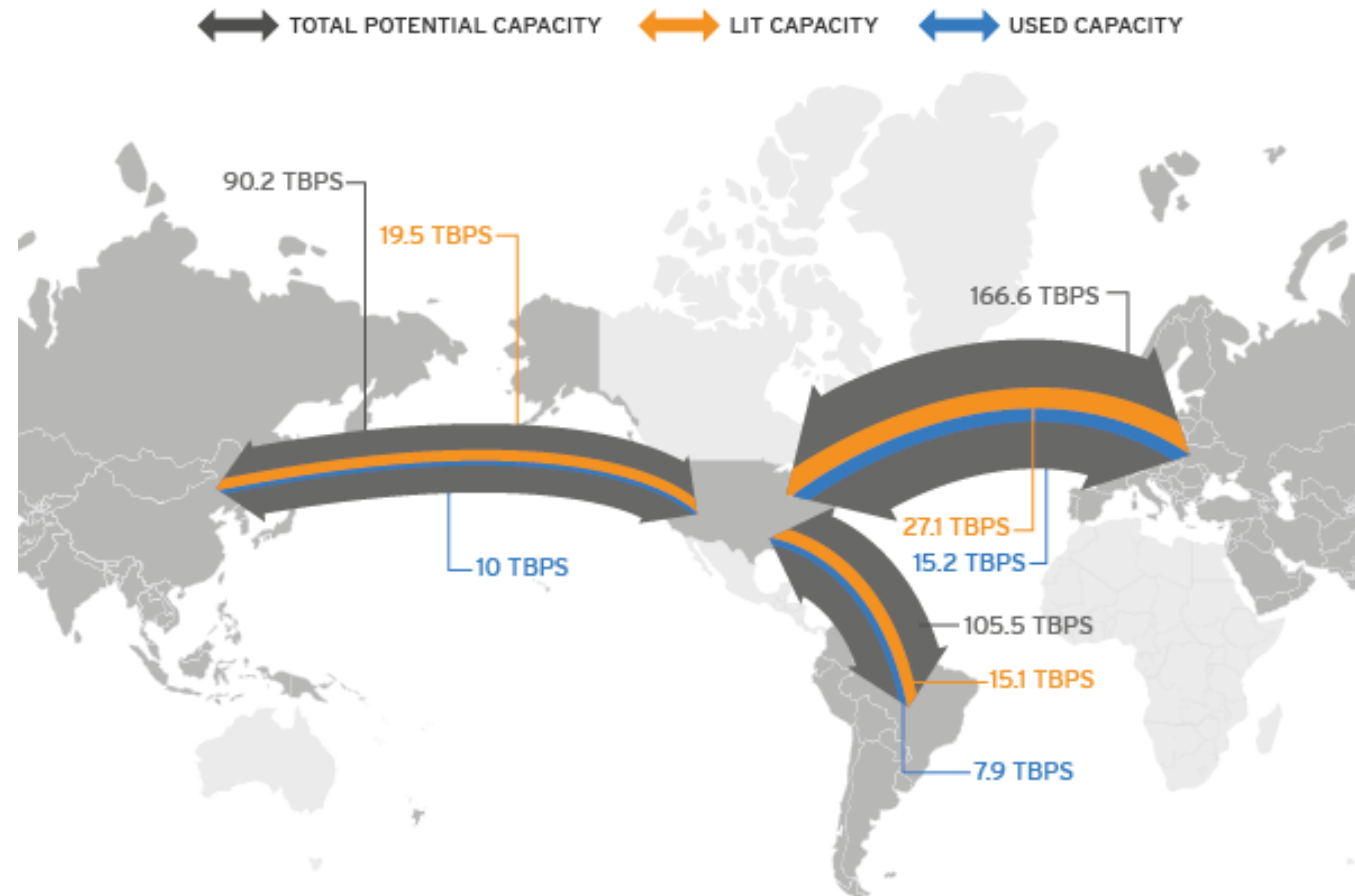 TOTAL POTENTIAL CAPACITY
LIT CAPACITY
USED CAPACITY
90.2 TBPS
19.5 TBPS
166.6 TBPS
27.1 TBPS
15.2 TBPS
10 TBPS
105.5 TBPS
15.1 TBPS
7.9 TBPS